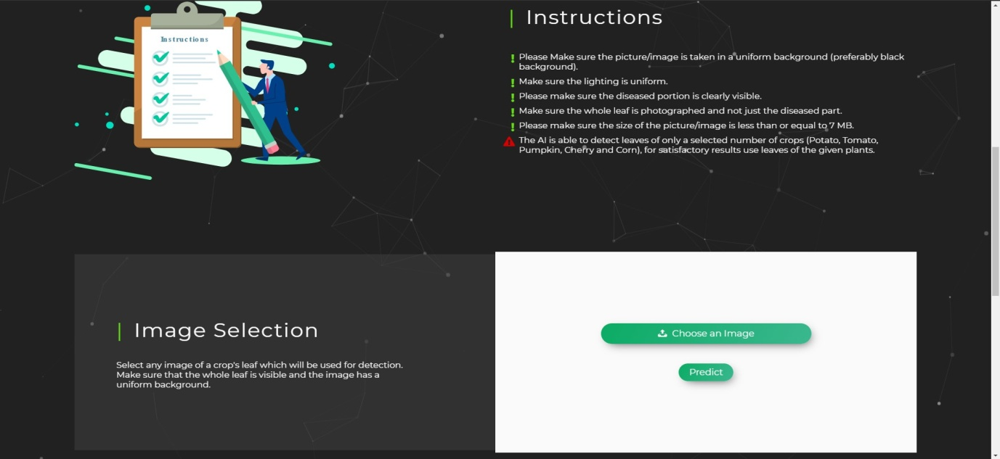 Instructions
Instructions
Please Make sure the picture/image is taken in a uniform background (preferably black
background).
Make sure the lighting is uniform.
Please make sure the diseased portion is clearly visible.
Make sure the whole leaf is photographed and not just the diseased part.
Please make sure the size of the picture/image is less than or equal to 7 MB.
The AI is able to detect leaves of only a selected number of crops (Potato, Tomato,
Pumpkin, Cherry and Corn), for satisfactory results use leaves of the given plants.
Image Selection
Select any image of a crop's leaf which will be used for detection.
Make sure that the whole leaf is visible and the image has a
uniform background.
Choose an Image
Predict